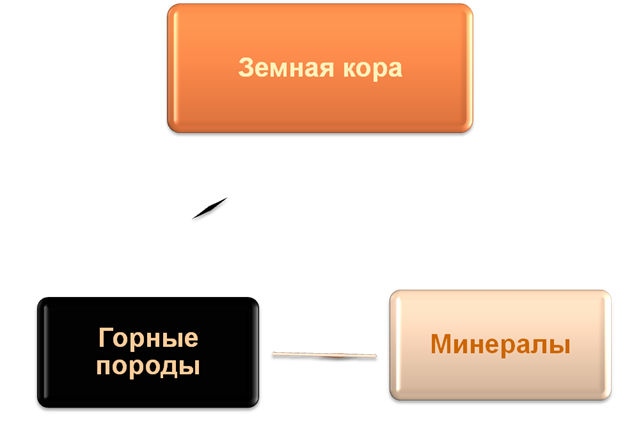 Земная кора
Горные
породы
Минералы